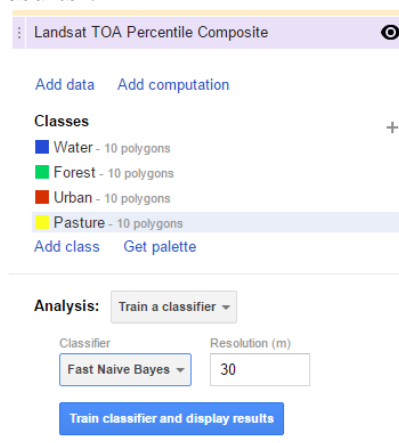 Landsat TOA Percentile Composite
Add data Add computation
Classes
Water - 10 polygons
Forest - 10 polygons
Urban - 10 polygons
Pasture - 10 polygons
Add class Get palette
Analysis: Train a classifier
Classifier Resolution (m)
Fast Naive Bayes 30
Train classifier and display results